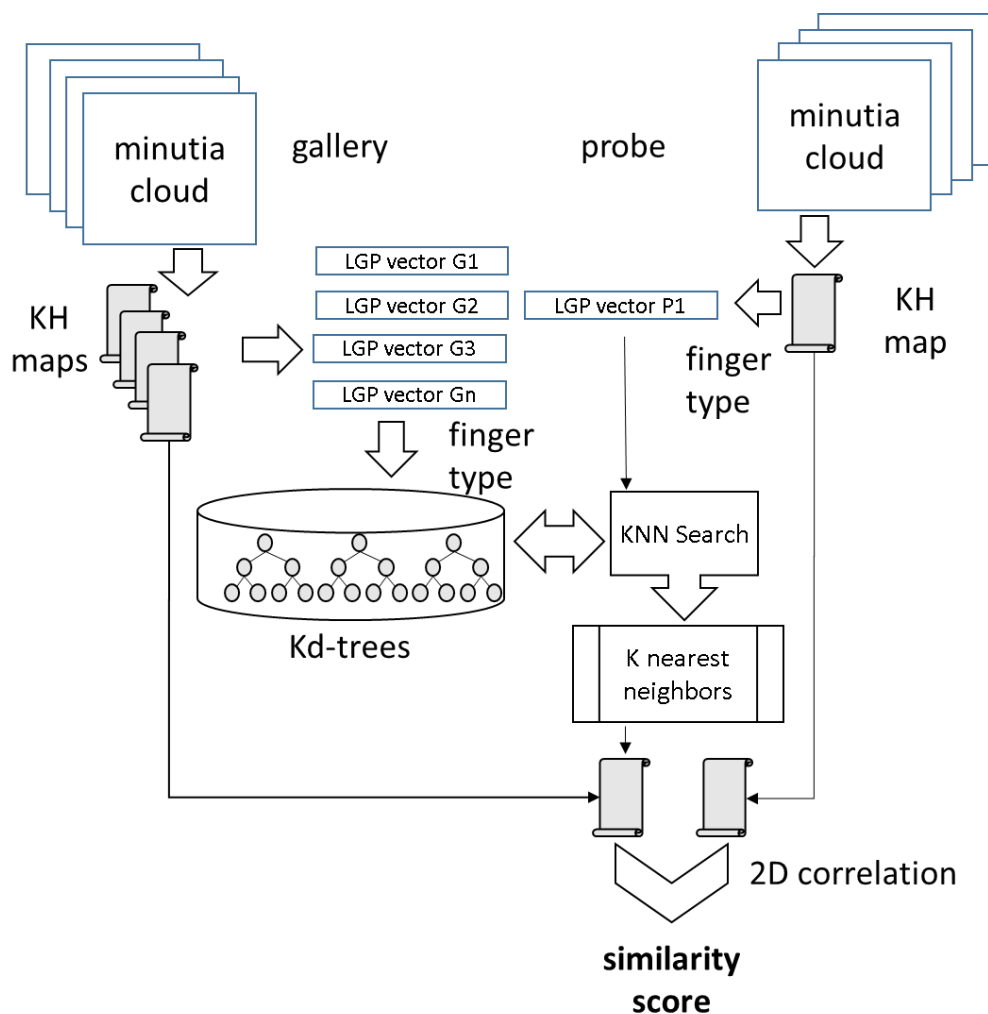 minutia
cloud
gallery
probe
minutia
cloud
LGP vector G1
LGP vector G2
LGP vector G3
LGP vector Gn
LGP vector P1
KH
maps
KH
map
finger
type
finger
type
KNN Search
Kd-trees
K nearest
neighbors
2D correlation
similarity
score